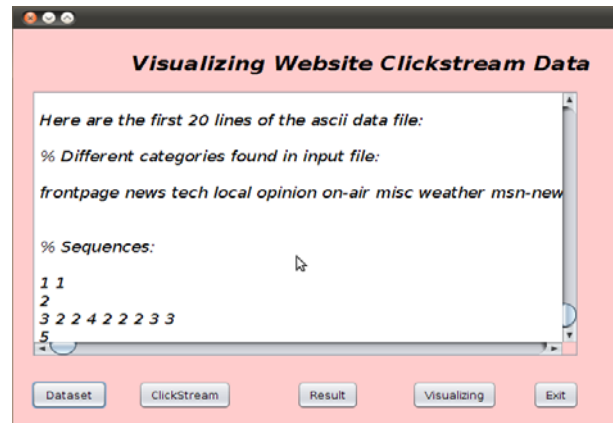 Visualizing Website Clickstream Data
Here are the first 20 lines of the ascii data file:
% Different categories found in input file:
frontpage news tech local opinion on-air misc weather msn-new
% Sequences:
1 1
2
3 2 2 4 2 2 2 3 3
5
Dataset ClickStream Result Visualizing Exit